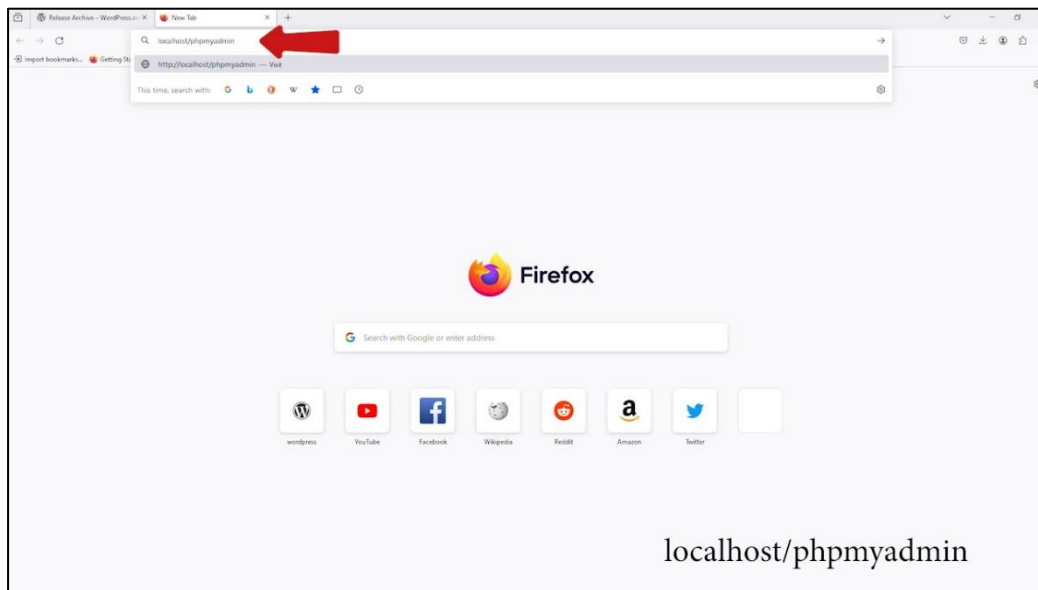 Release Archive – WordPress.or
New Tab
localhost/phpmyadmin
Import bookmarks...
Getting St
http://localhost/phpmyadmin — Visit
This time, search with:
Firefox
Search with Google or enter address
wordpress
YouTube
Facebook
Wikipedia
Reddit
Amazon
Twitter
localhost/phpmyadmin